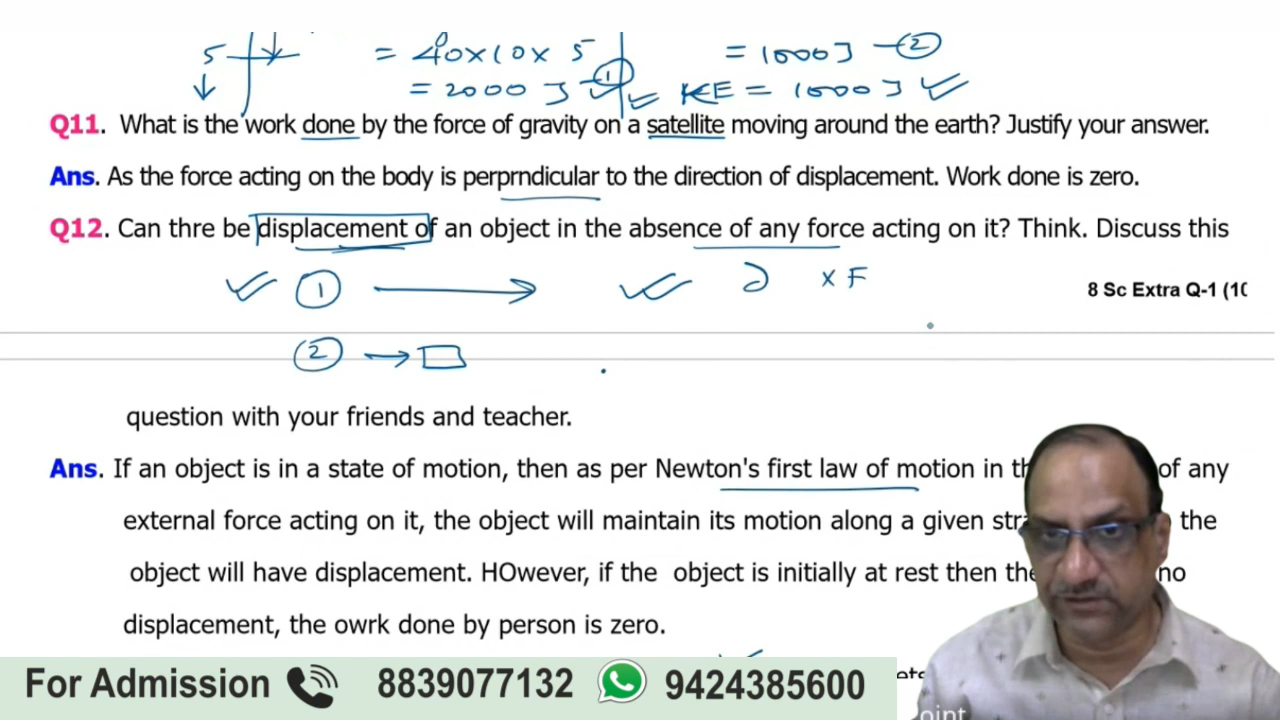 5 = 40x10x 5 = 1000J — ②
= 2000 J ① KE = 1000J
Q11. What is the work done by the force of gravity on a satellite moving around the earth? Justify your answer.
Ans. As the force acting on the body is perprndicular to the direction of displacement. Work done is zero.
Q12. Can thre be displacement of an object in the absence of any force acting on it? Think. Discuss this
① x F
8 Sc Extra Q-1 (10
②
question with your friends and teacher.
Ans. If an object is in a state of motion, then as per Newton's first law of motion in of any
external force acting on it, the object will maintain its motion along a given the
object will have displacement. HOwever, if the object is initially at rest then no
displacement, the owrk done by person is zero.
For Admission 8839077132 9424385600
oint